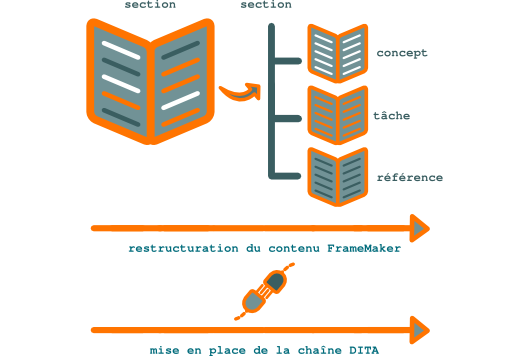 section section
concept
tâche
référence
restructuration du contenu FrameMaker
mise en place de la chaîne DITA